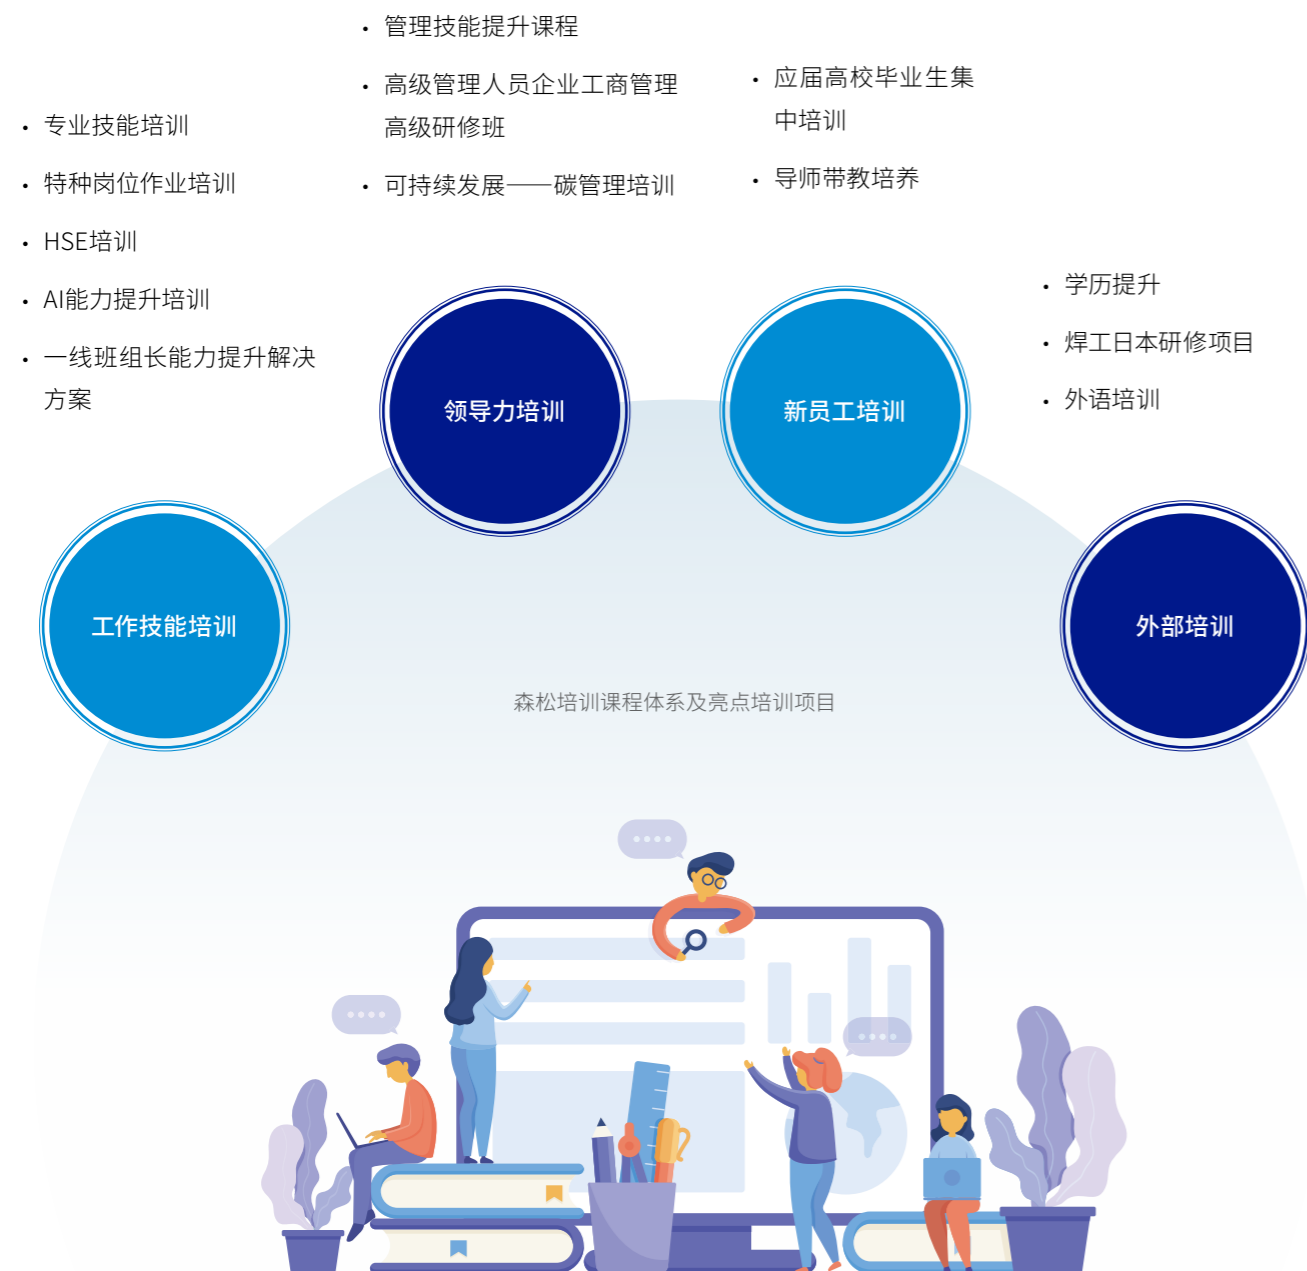 • 专业技能培训
• 特种岗位作业培训
• HSE培训
• AI能力提升培训
• 一线班组长能力提升解决
方案
工作技能培训
• 管理技能提升课程
• 高级管理人员企业工商管理
高级研修班
• 可持续发展——碳管理培训
领导力培训
• 应届高校毕业生集
中培训
• 导师带教培养
新员工培训
• 学历提升
• 焊工日本研修项目
• 外语培训
外部培训
森松培训课程体系及亮点培训项目